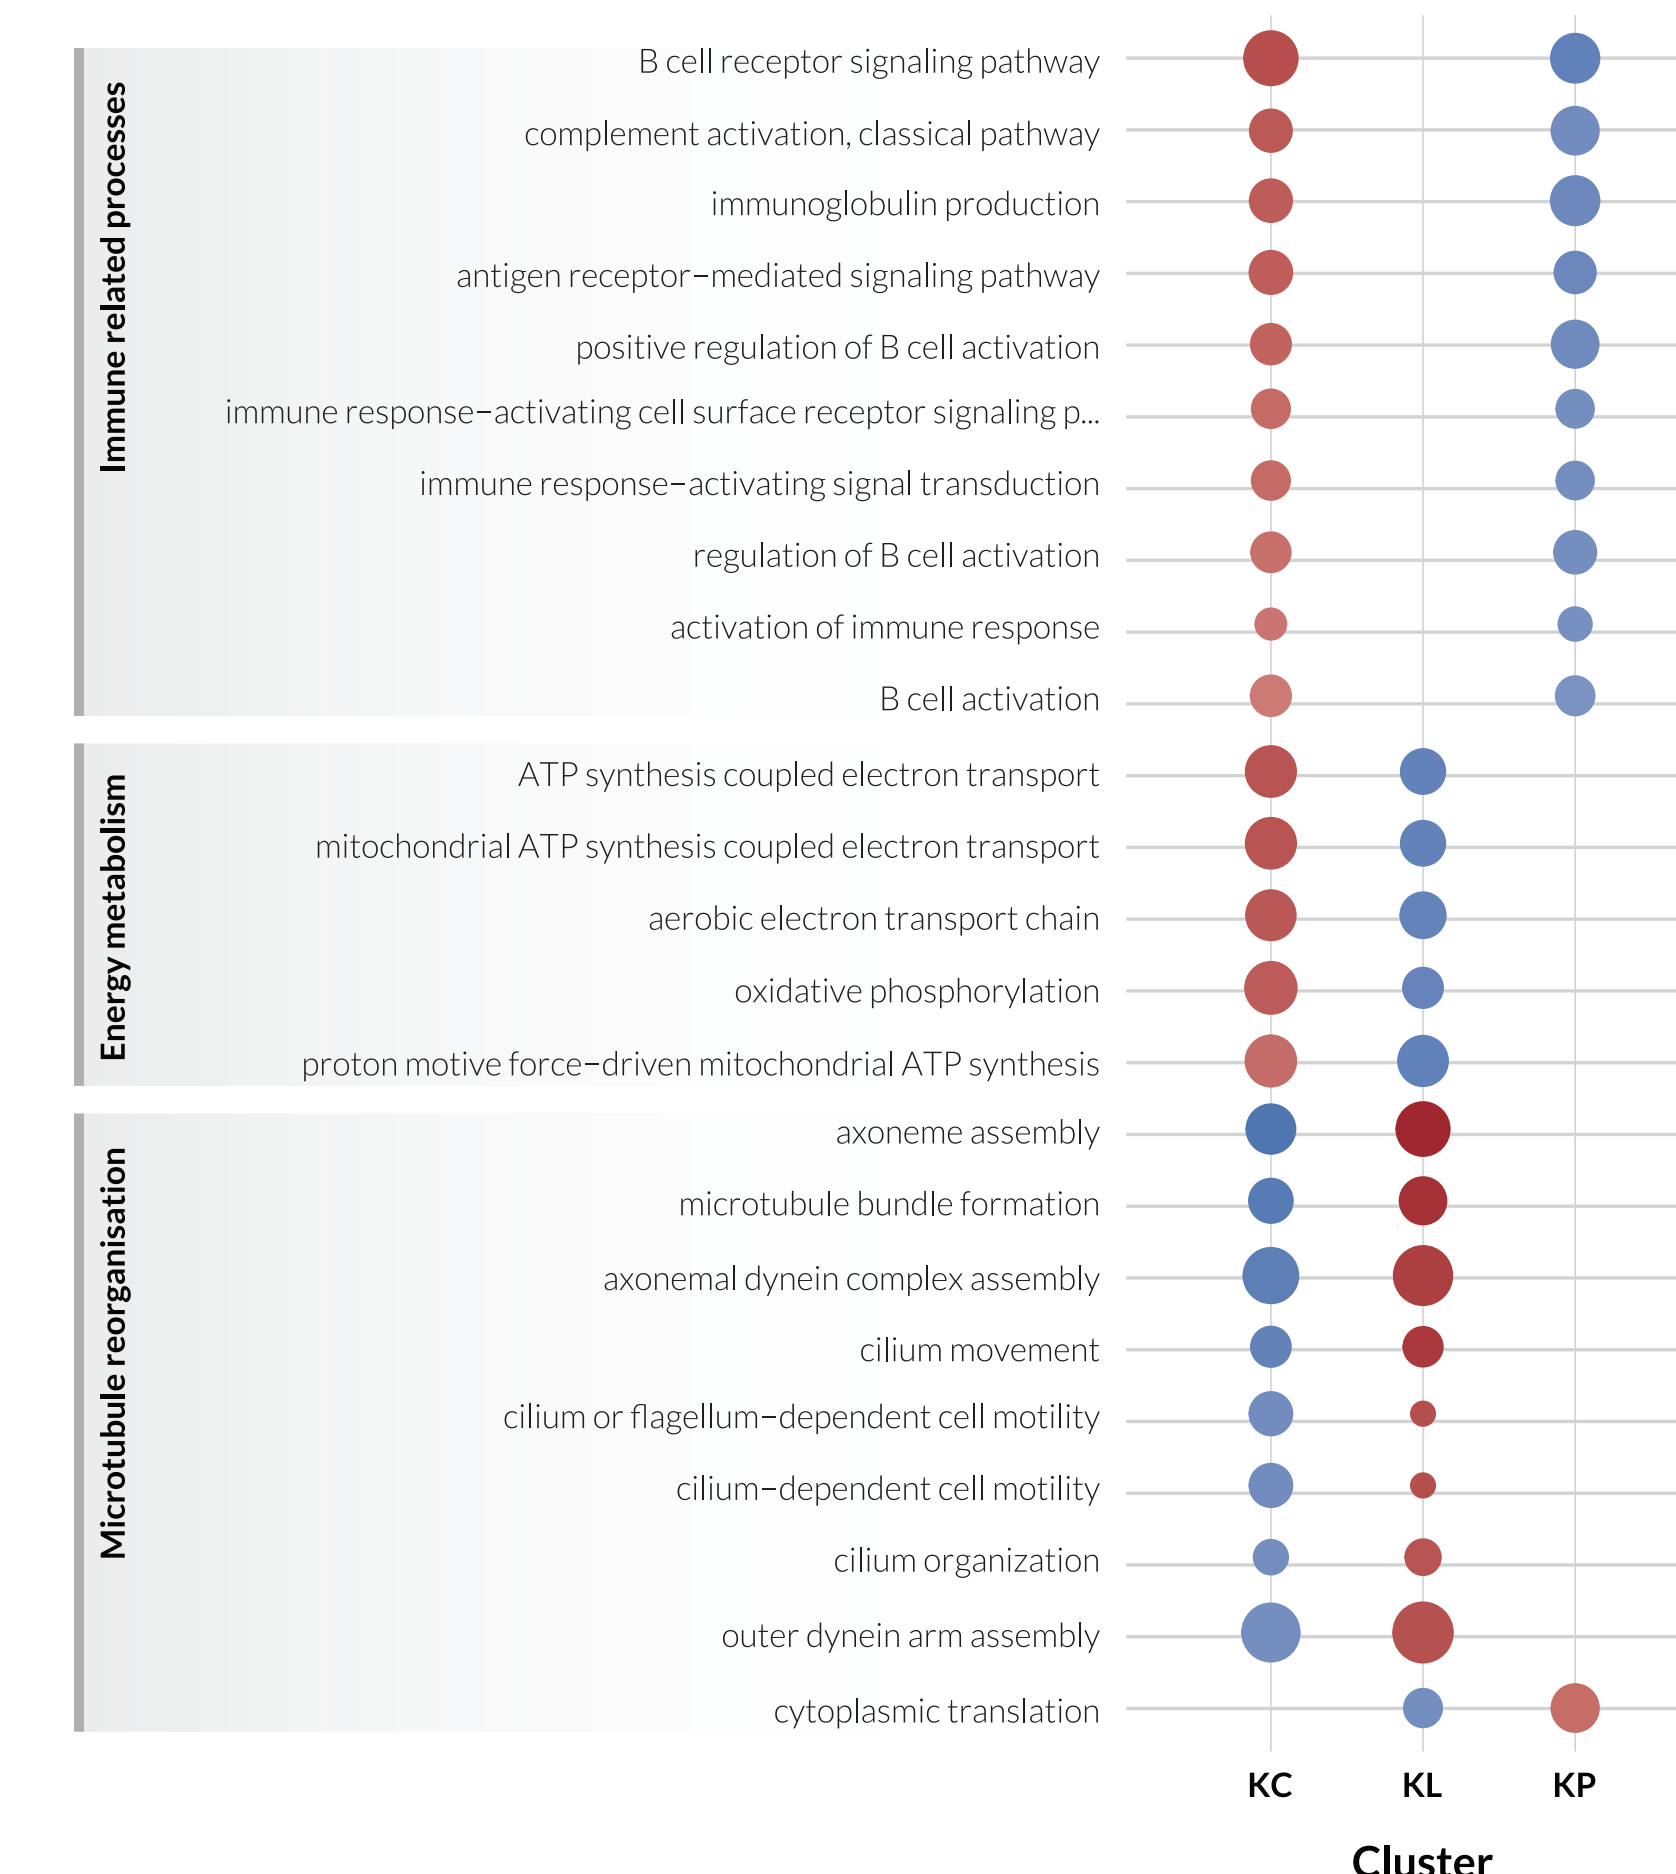 Immune related processes
B cell receptor signaling pathway
complement activation, classical pathway
immunoglobulin production
antigen receptor−mediated signaling pathway
positive regulation of B cell activation
immune response−activating cell surface receptor signaling p...
immune response−activating signal transduction
regulation of B cell activation
activation of immune response
B cell activation
Energy metabolism
ATP synthesis coupled electron transport
mitochondrial ATP synthesis coupled electron transport
aerobic electron transport chain
oxidative phosphorylation
proton motive force−driven mitochondrial ATP synthesis
Microtubule reorganisation
axoneme assembly
microtubule bundle formation
axonemal dynein complex assembly
cilium movement
cilium or flagellum−dependent cell motility
cilium−dependent cell motility
cilium organization
outer dynein arm assembly
cytoplasmic translation
KC KL KP
Cluster